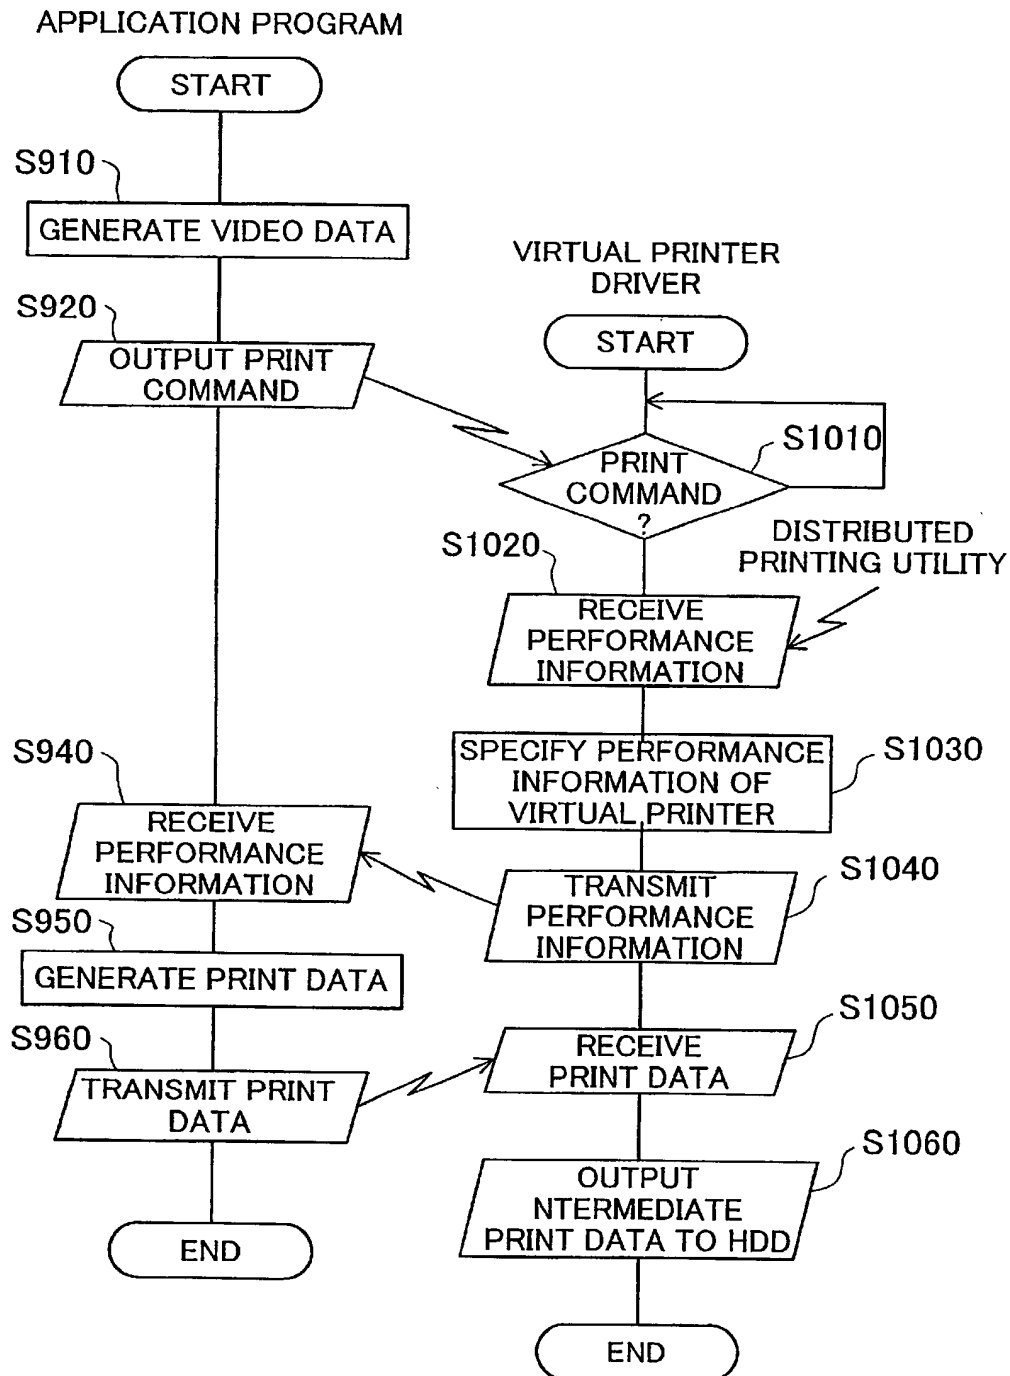 APPLICATION PROGRAM
START
S910
GENERATE VIDEO DATA
S920
OUTPUT PRINT
COMMAND
VIRTUAL PRINTER
DRIVER
START
S1010
PRINT
COMMAND
?
DISTRIBUTED
PRINTING UTILITY
S1020
RECEIVE
PERFORMANCE
INFORMATION
S1030
SPECIFY PERFORMANCE
INFORMATION OF
VIRTUAL PRINTER
S940
RECEIVE
PERFORMANCE
INFORMATION
S1040
TRANSMIT
PERFORMANCE
INFORMATION
S950
GENERATE PRINT DATA
S960
TRANSMIT PRINT
DATA
S1050
RECEIVE
PRINT DATA
S1060
OUTPUT
NTERMEDIATE
PRINT DATA TO HDD
END
END